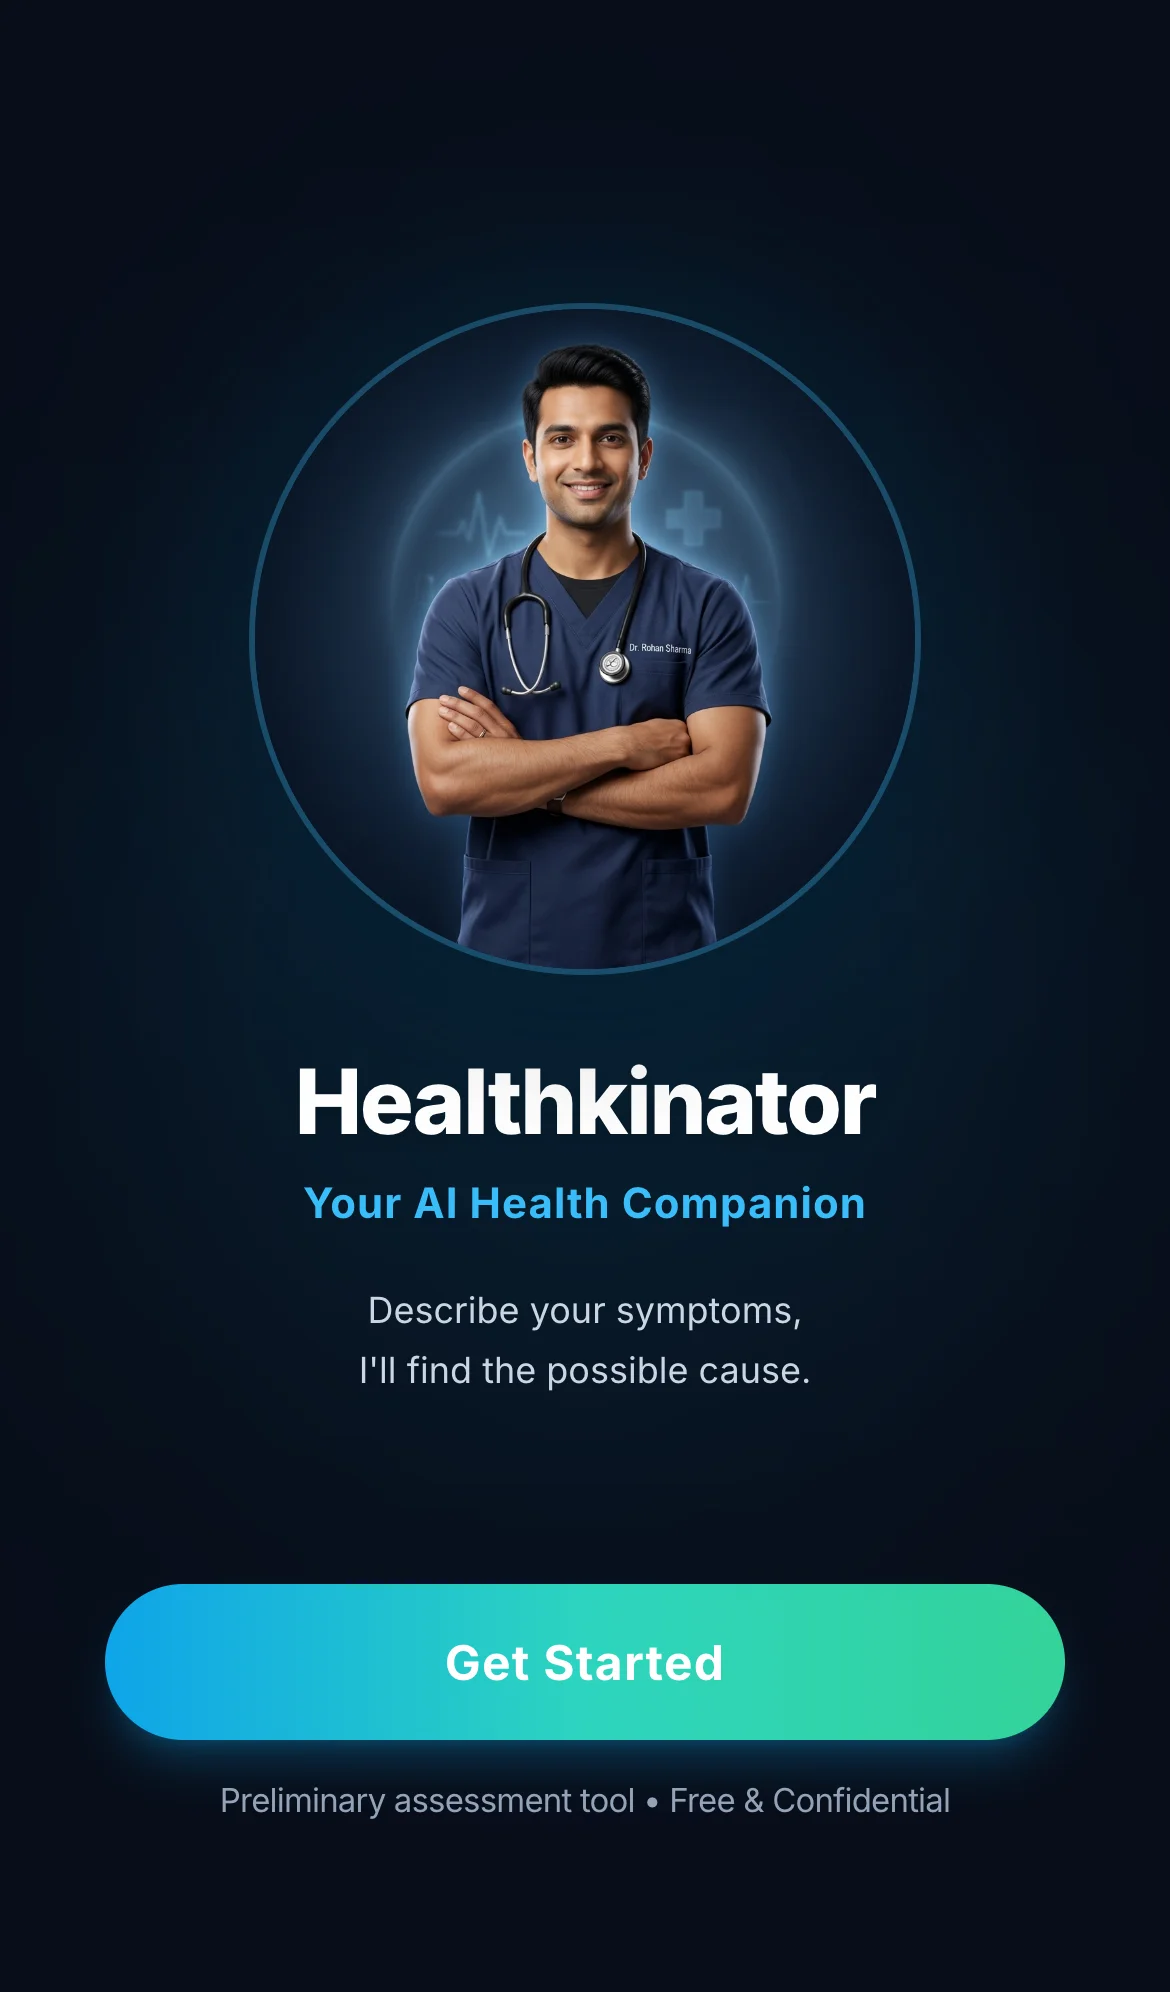 Dr. Rohan Sharma
Healthkinator
Your AI Health Companion
Describe your symptoms,
I'll find the possible cause.
Get Started
Preliminary assessment tool • Free & Confidential